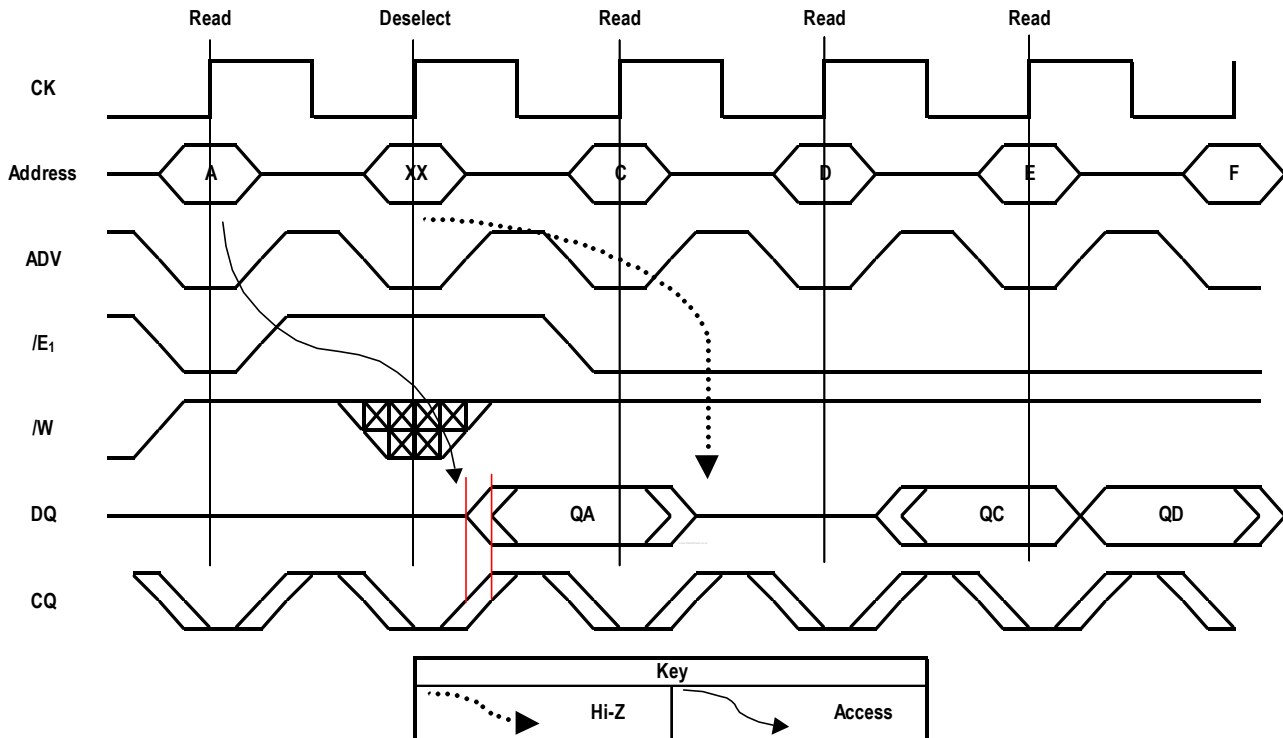 Read Deselect Read Read Read
CK
Address A XX C D E F
ADV
/E1
/W
DQ QA QC QD
CQ
Key
Hi-Z Access